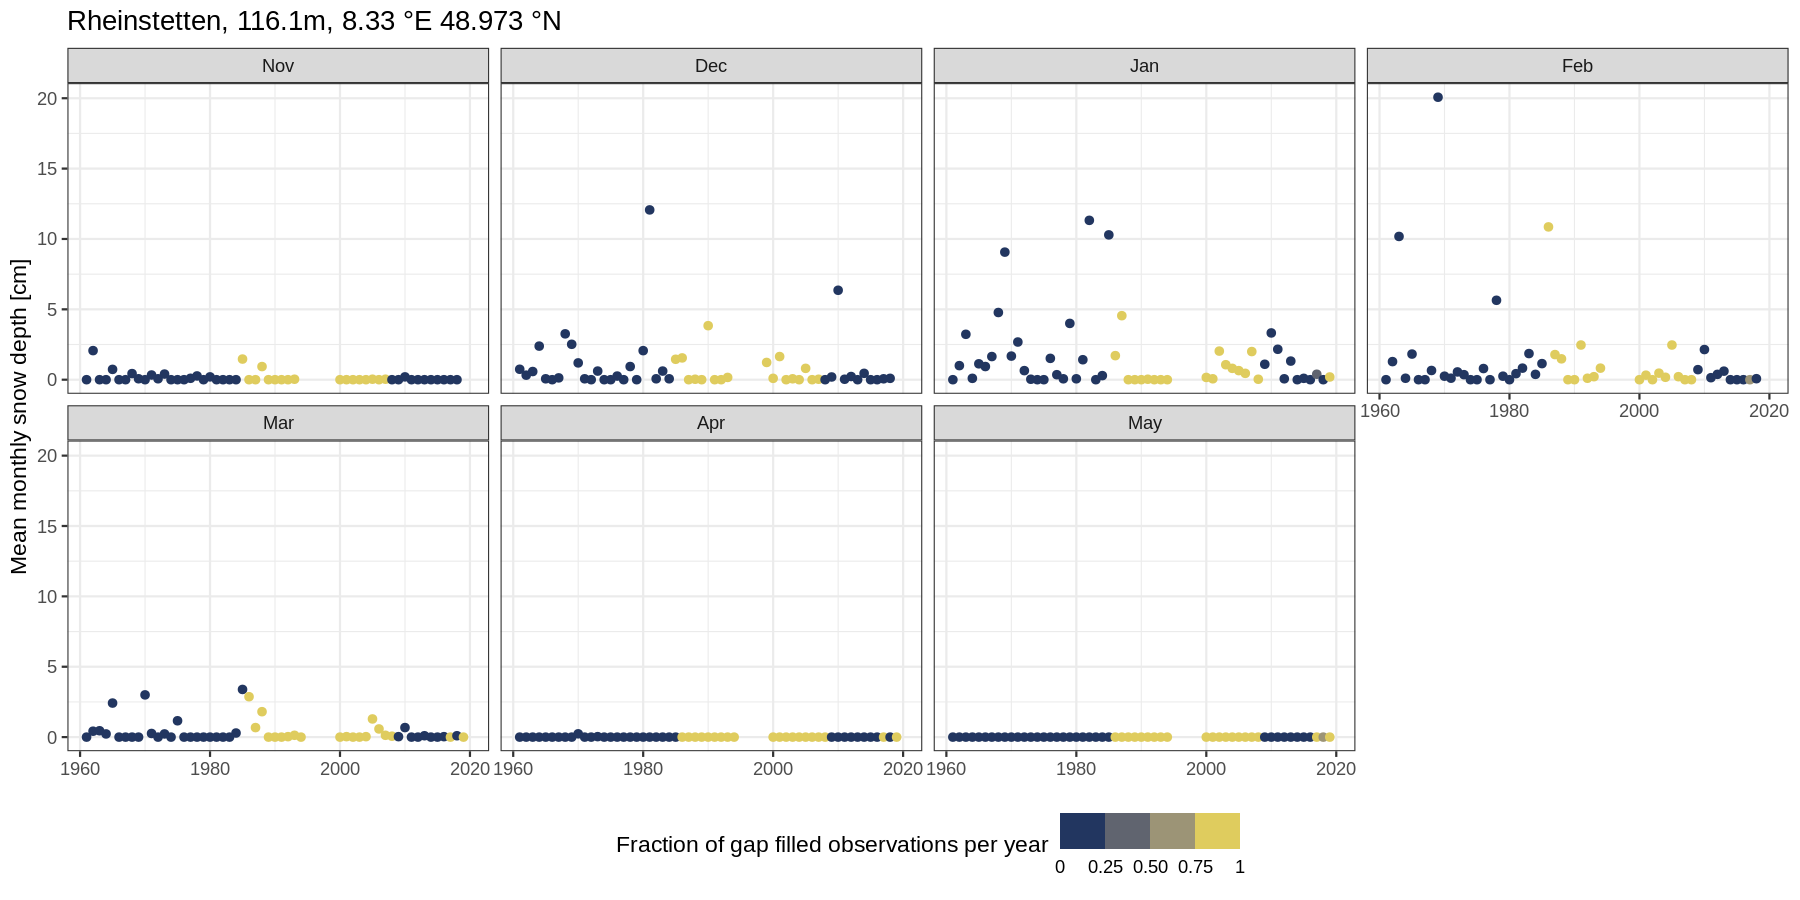 Rheinstetten, 116.1m, 8.33 °E 48.973 °N
Nov Dec Jan Feb
20
15
10
5
0
1960 1980 2000 2020
Mar Apr May
20
15
10
5
0
1960 1980 2000 2020 1960 1980 2000 2020 1960 1980 2000 2020
Mean monthly snow depth [cm]
Fraction of gap filled observations per year
0 0.25 0.50 0.75 1